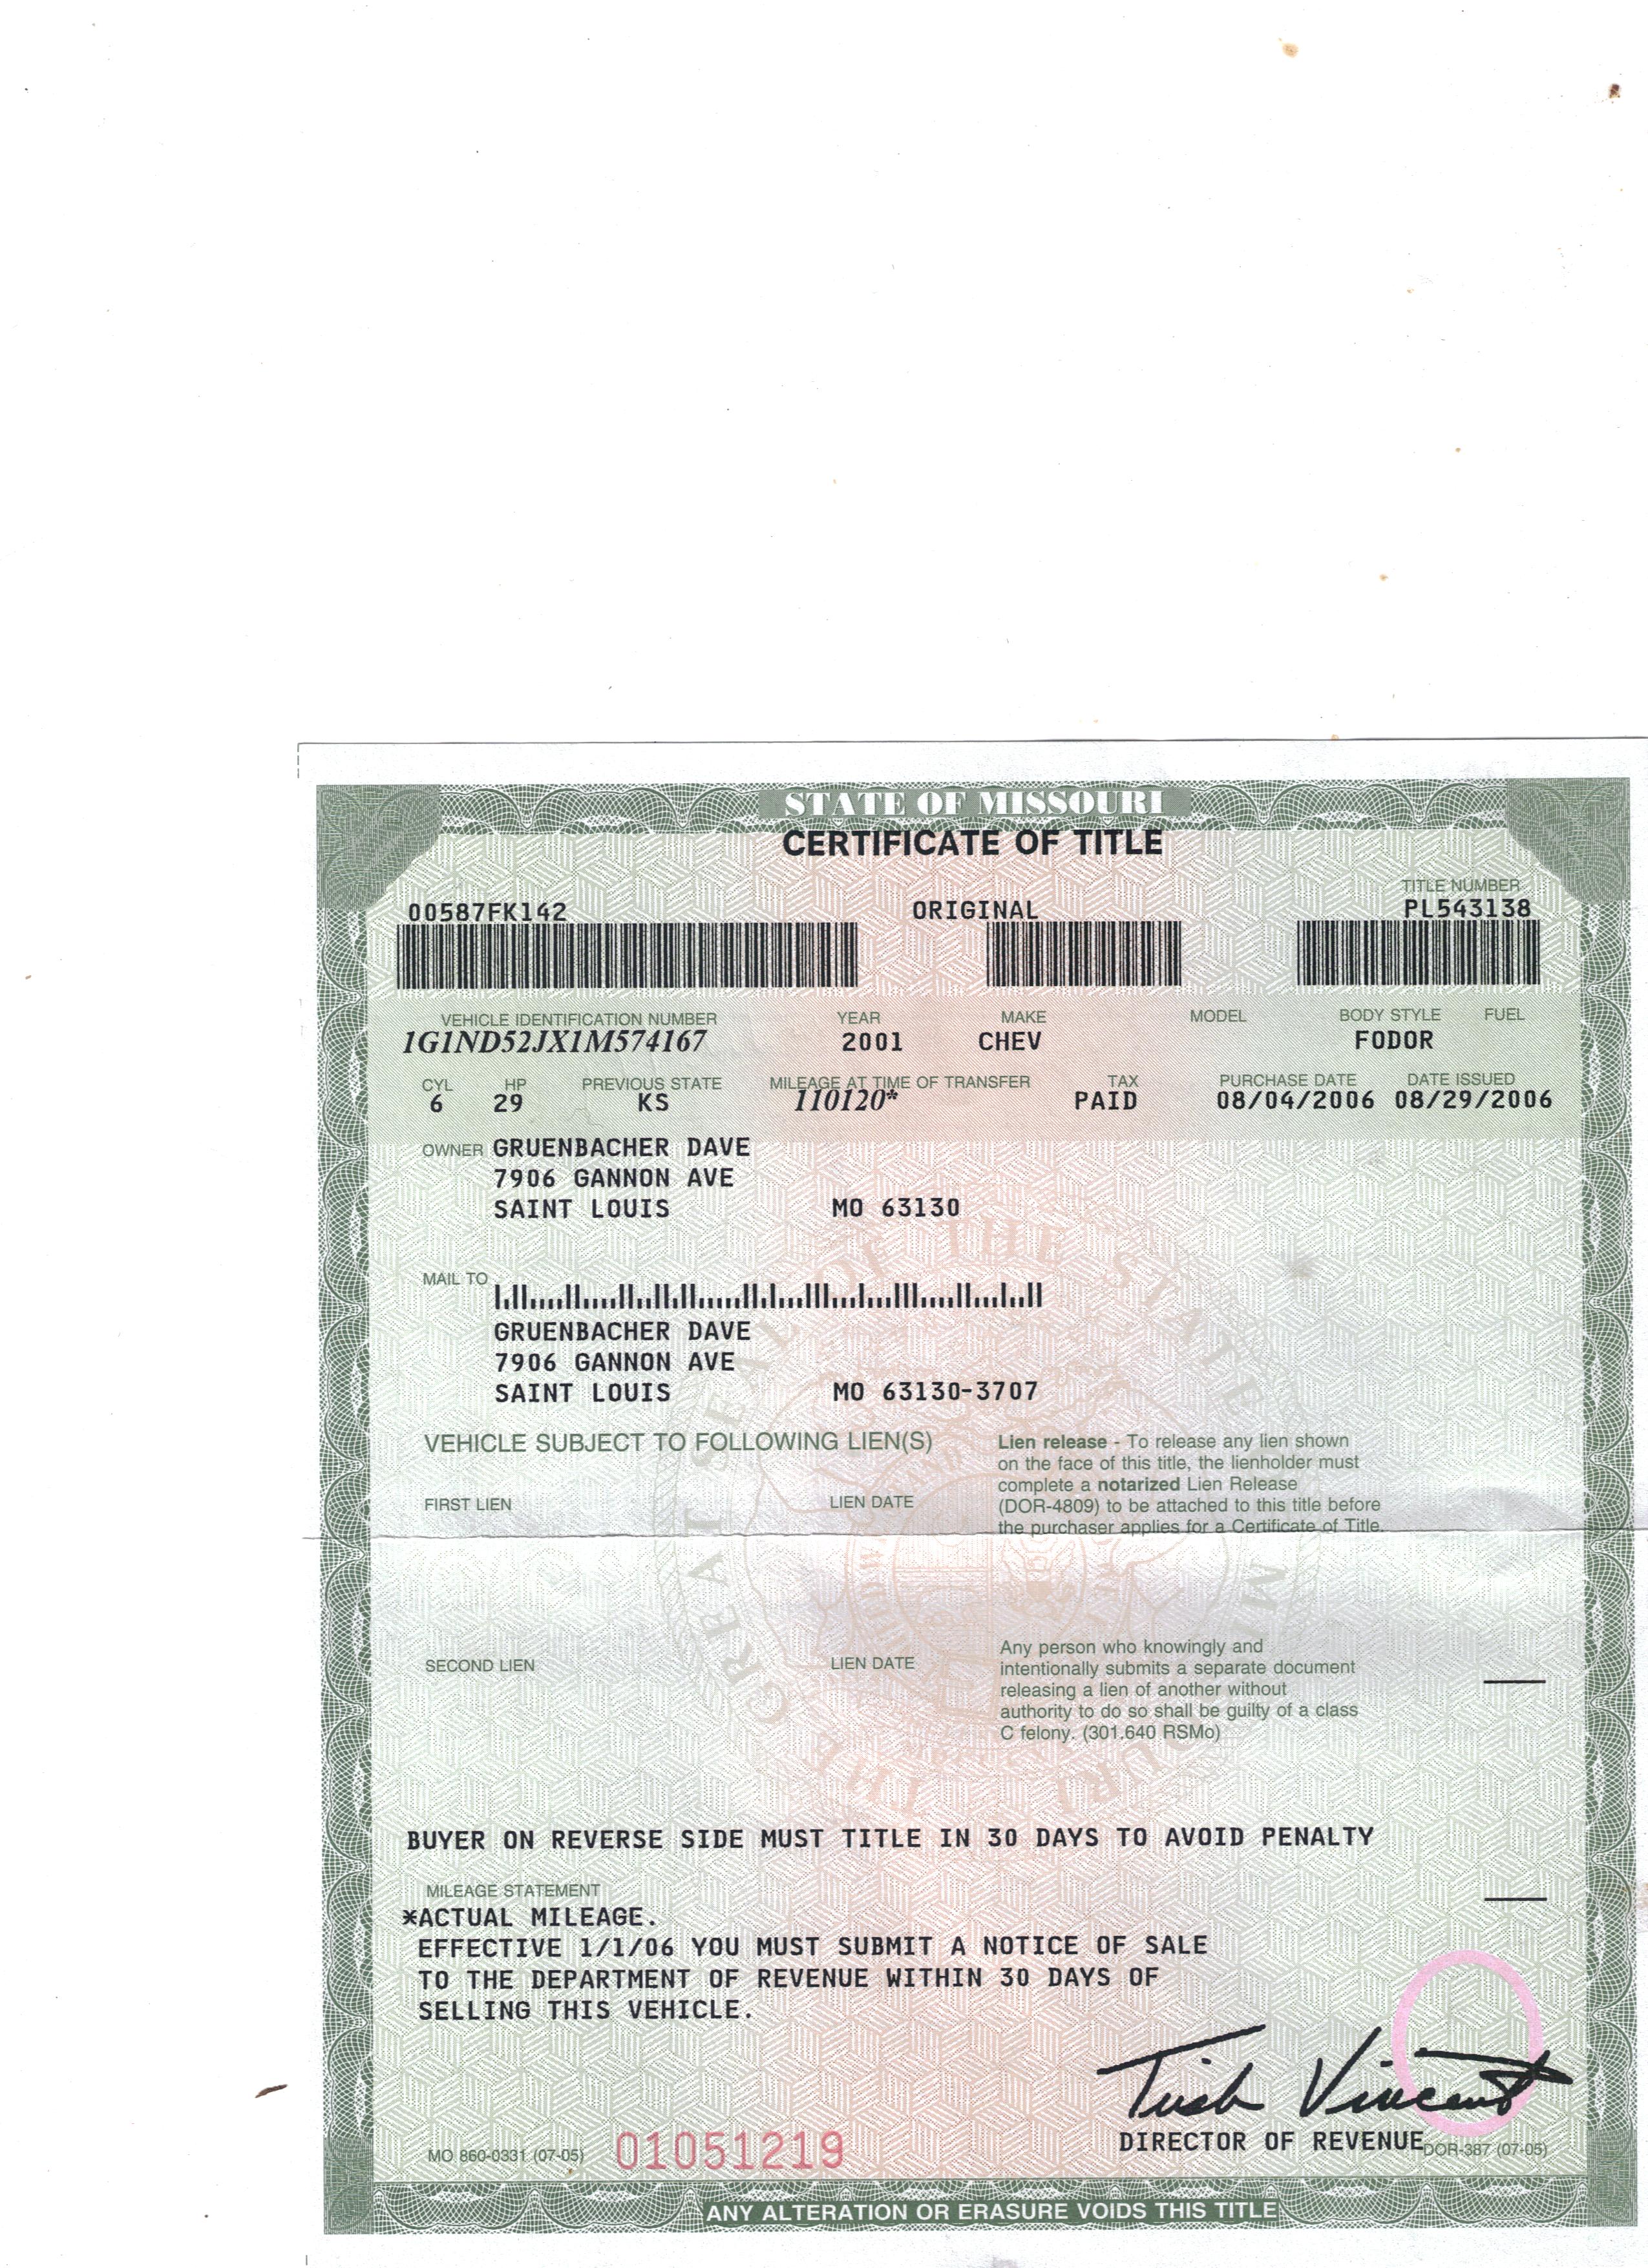 STATE OF MISSOURI
CERTIFICATE OF TITLE
TITLE NUMBER
00587FK142 ORIGINAL PL543138
VEHICLE IDENTIFICATION NUMBER YEAR MAKE MODEL BODY STYLE FUEL
1G1ND52JX1M574167 2001 CHEV FODOR
CYL HP PREVIOUS STATE MILEAGE AT TIME OF TRANSFER TAX PURCHASE DATE DATE ISSUED
6 29 KS 110120* PAID 08/04/2006 08/29/2006
OWNER GRUENBACHER DAVE
7906 GANNON AVE
SAINT LOUIS MO 63130
MAIL TO
GRUENBACHER DAVE
7906 GANNON AVE
SAINT LOUIS MO 63130-3707
VEHICLE SUBJECT TO FOLLOWING LIEN(S)
FIRST LIEN LIEN DATE
Lien release - To release any lien shown
on the face of this title, the lienholder must
complete a notarized Lien Release
(DOR-4809) to be attached to this title before
the purchaser applies for a Certificate of Title.
SECOND LIEN LIEN DATE
Any person who knowingly and
intentionally submits a separate document
releasing a lien of another without
authority to do so shall be guilty of a class
C felony. (301.640 RSMo)
BUYER ON REVERSE SIDE MUST TITLE IN 30 DAYS TO AVOID PENALTY
MILEAGE STATEMENT
*ACTUAL MILEAGE.
EFFECTIVE 1/1/06 YOU MUST SUBMIT A NOTICE OF SALE
TO THE DEPARTMENT OF REVENUE WITHIN 30 DAYS OF
SELLING THIS VEHICLE.
Trish Vincent
DIRECTOR OF REVENUE
MO 860-0331 (07-05) 01051219 DOR-387 (07-05)
ANY ALTERATION OR ERASURE VOIDS THIS TITLE